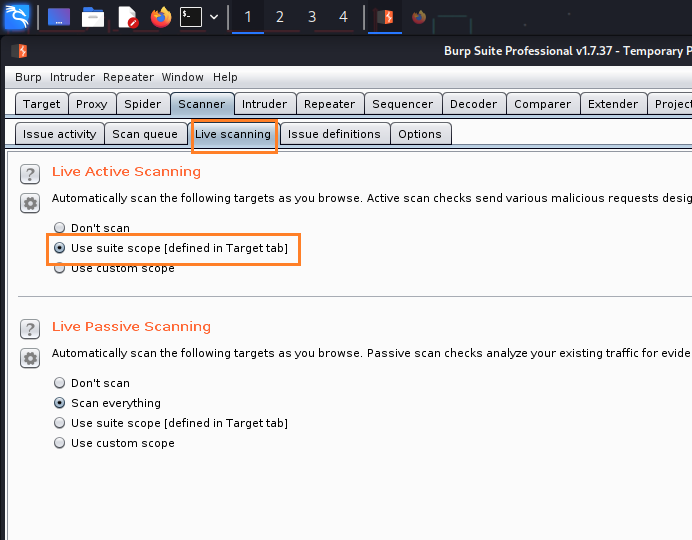 1 2 3 4
Burp Suite Professional v1.7.37 - Temporary P
Burp Intruder Repeater Window Help
Target Proxy Spider Scanner Intruder Repeater Sequencer Decoder Comparer Extender Project
Issue activity Scan queue Live scanning Issue definitions Options
? Live Active Scanning
Automatically scan the following targets as you browse. Active scan checks send various malicious requests desig
Don't scan
Use suite scope [defined in Target tab]
Use custom scope
? Live Passive Scanning
Automatically scan the following targets as you browse. Passive scan checks analyze your existing traffic for evide
Don't scan
Scan everything
Use suite scope [defined in Target tab]
Use custom scope